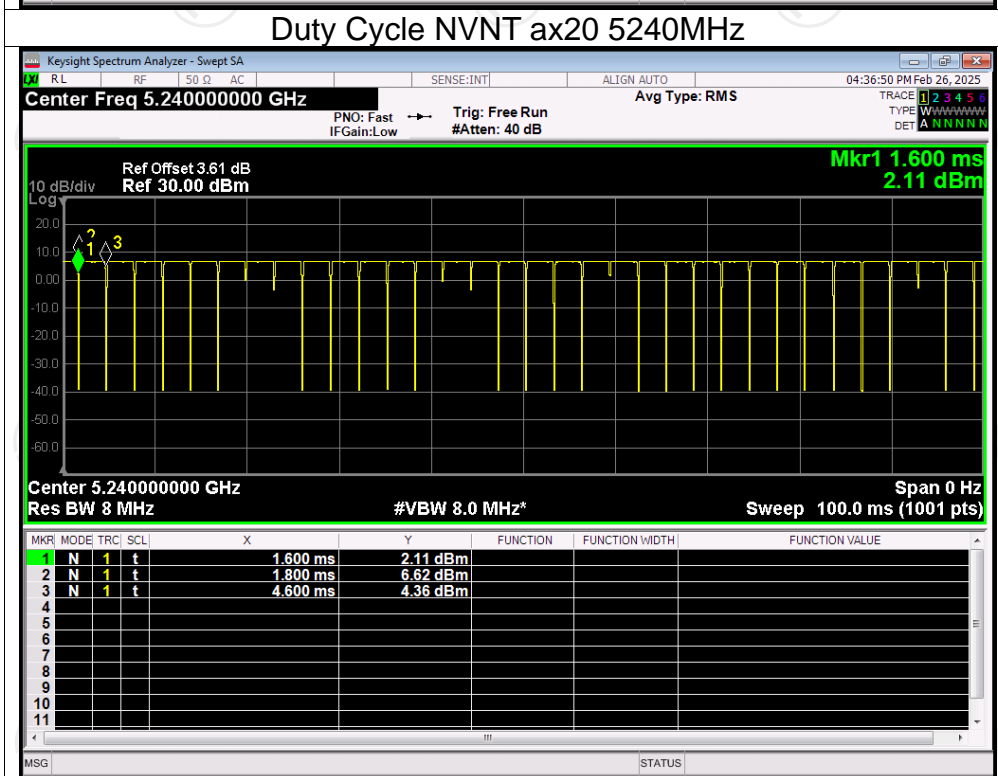 Duty Cycle NVNT ax20 5240MHz
Keysight Spectrum Analyzer - Swept SA
LXI RL RF 50 Ω AC SENSE:INT ALIGN AUTO 04:36:50 PM Feb 26, 2025
Center Freq 5.240000000 GHz Avg Type: RMS TRACE 1 2 3 4 5 6
PNO: Fast Trig: Free Run TYPE WWWWWW
IFGain:Low #Atten: 40 dB DET A N N N N N
Mkr1 1.600 ms
2.11 dBm
Ref Offset 3.61 dB
10 dB/div Ref 30.00 dBm
Log
20.0
10.0
0.00
-10.0
-20.0
-30.0
-40.0
-50.0
-60.0
1 2 3
Center 5.240000000 GHz Span 0 Hz
Res BW 8 MHz #VBW 8.0 MHz* Sweep 100.0 ms (1001 pts)
MKR MODE TRC SCL X Y FUNCTION FUNCTION WIDTH FUNCTION VALUE
1 N 1 t 1.600 ms 2.11 dBm
2 N 1 t 1.800 ms 6.62 dBm
3 N 1 t 4.600 ms 4.36 dBm
4
5
6
7
8
9
10
11
MSG STATUS